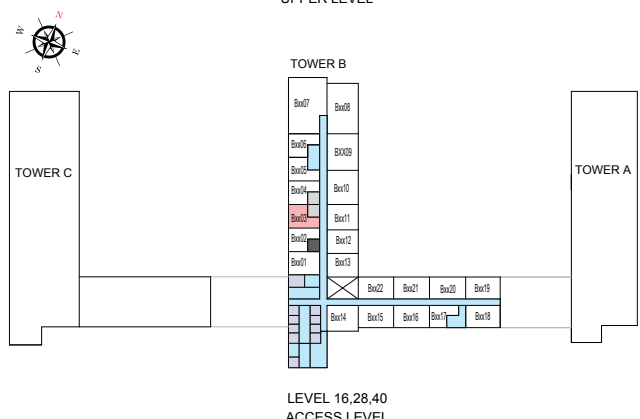 UPPER LEVEL
N
W
E
S
TOWER B
Bxx07
Bxx08
Bxx06
BXX09
Bxx05
TOWER C
TOWER A
Bxx04
Bxx10
Bxx03
Bxx11
Bxx02
Bxx12
Bxx01
Bxx13
Bxx22
Bxx21
Bxx20
Bxx19
Bxx14
Bxx15
Bxx16
Bxx17
Bxx18
LEVEL 16,28,40
ACCESS LEVEL